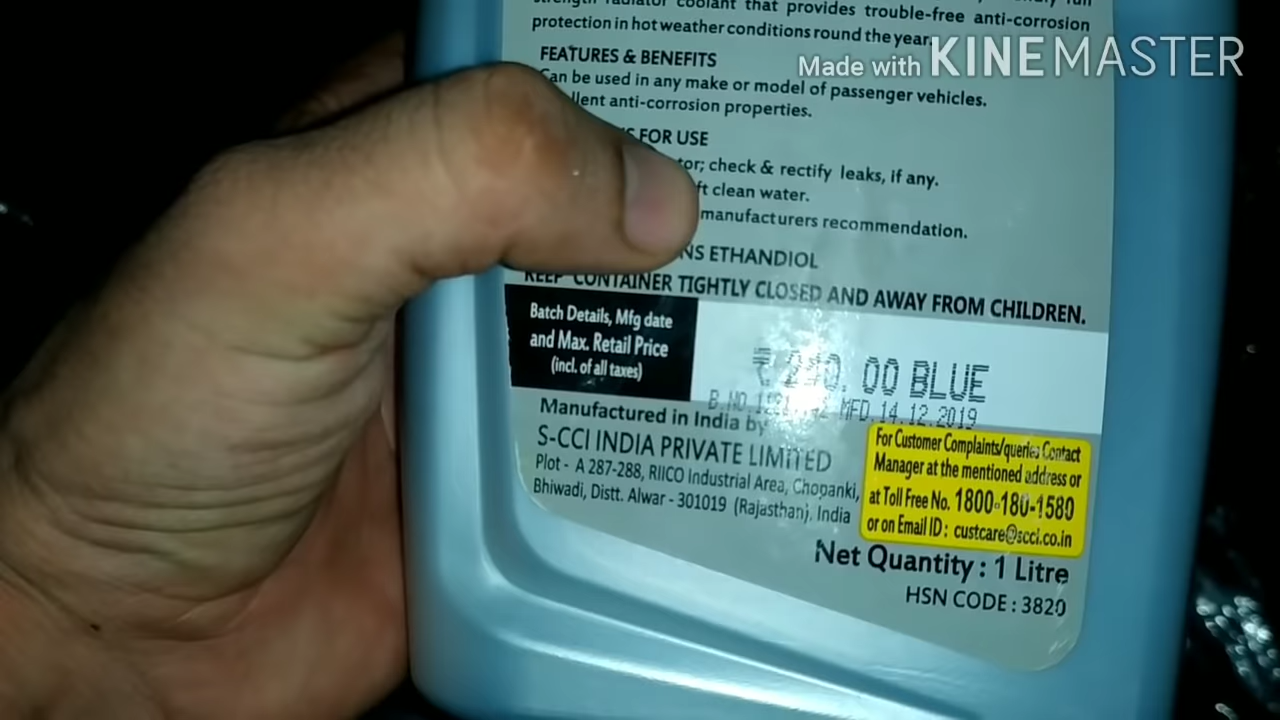 radiator coolant that provides trouble-free anti-corrosion
protection in hot weather conditions round the year.
Made with KINEMASTER
FEATURES & BENEFITS
Can be used in any make or model of passenger vehicles.
anti-corrosion properties.
FOR USE
check & rectify leaks, if any.
clean water.
manufacturers recommendation.
ETHANDIOL
KEEP CONTAINER TIGHTLY CLOSED AND AWAY FROM CHILDREN.
Batch Details, Mfg date
and Max. Retail Price
(incl. of all taxes)
₹ 00 BLUE
B.NO MFD.14.12.2019
Manufactured in India by
S-CCI INDIA PRIVATE LIMITED
Plot - A 287-288, RIICO Industrial Area, Chopanki,
Bhiwadi, Distt. Alwar - 301019 (Rajasthan). India
For Customer Complaints/queries Contact
Manager at the mentioned address or
at Toll Free No. 1800-180-1580
or on Email ID : custcare@scci.co.in
Net Quantity : 1 Litre
HSN CODE : 3820